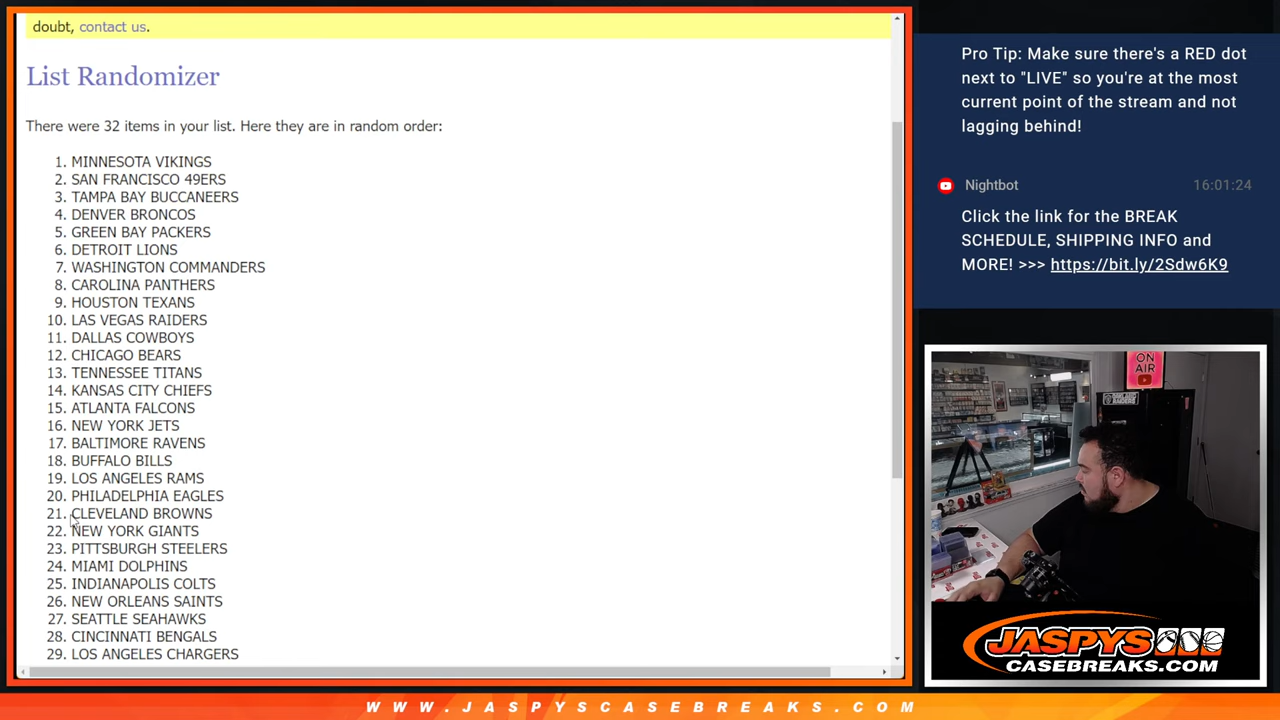 doubt, contact us.
List Randomizer
There were 32 items in your list. Here they are in random order:
1. MINNESOTA VIKINGS
2. SAN FRANCISCO 49ERS
3. TAMPA BAY BUCCANEERS
4. DENVER BRONCOS
5. GREEN BAY PACKERS
6. DETROIT LIONS
7. WASHINGTON COMMANDERS
8. CAROLINA PANTHERS
9. HOUSTON TEXANS
10. LAS VEGAS RAIDERS
11. DALLAS COWBOYS
12. CHICAGO BEARS
13. TENNESSEE TITANS
14. KANSAS CITY CHIEFS
15. ATLANTA FALCONS
16. NEW YORK JETS
17. BALTIMORE RAVENS
18. BUFFALO BILLS
19. LOS ANGELES RAMS
20. PHILADELPHIA EAGLES
21. CLEVELAND BROWNS
22. NEW YORK GIANTS
23. PITTSBURGH STEELERS
24. MIAMI DOLPHINS
25. INDIANAPOLIS COLTS
26. NEW ORLEANS SAINTS
27. SEATTLE SEAHAWKS
28. CINCINNATI BENGALS
29. LOS ANGELES CHARGERS
Pro Tip: Make sure there's a RED dot
next to "LIVE" so you're at the most
current point of the stream and not
lagging behind!
Nightbot 16:01:24
Click the link for the BREAK
SCHEDULE, SHIPPING INFO and
MORE! >>> https://bit.ly/2Sdw6K9
ON
AIR
JASPYS
CASEBREAKS.COM
WWW.JASPYSCASEBREAKS.COM